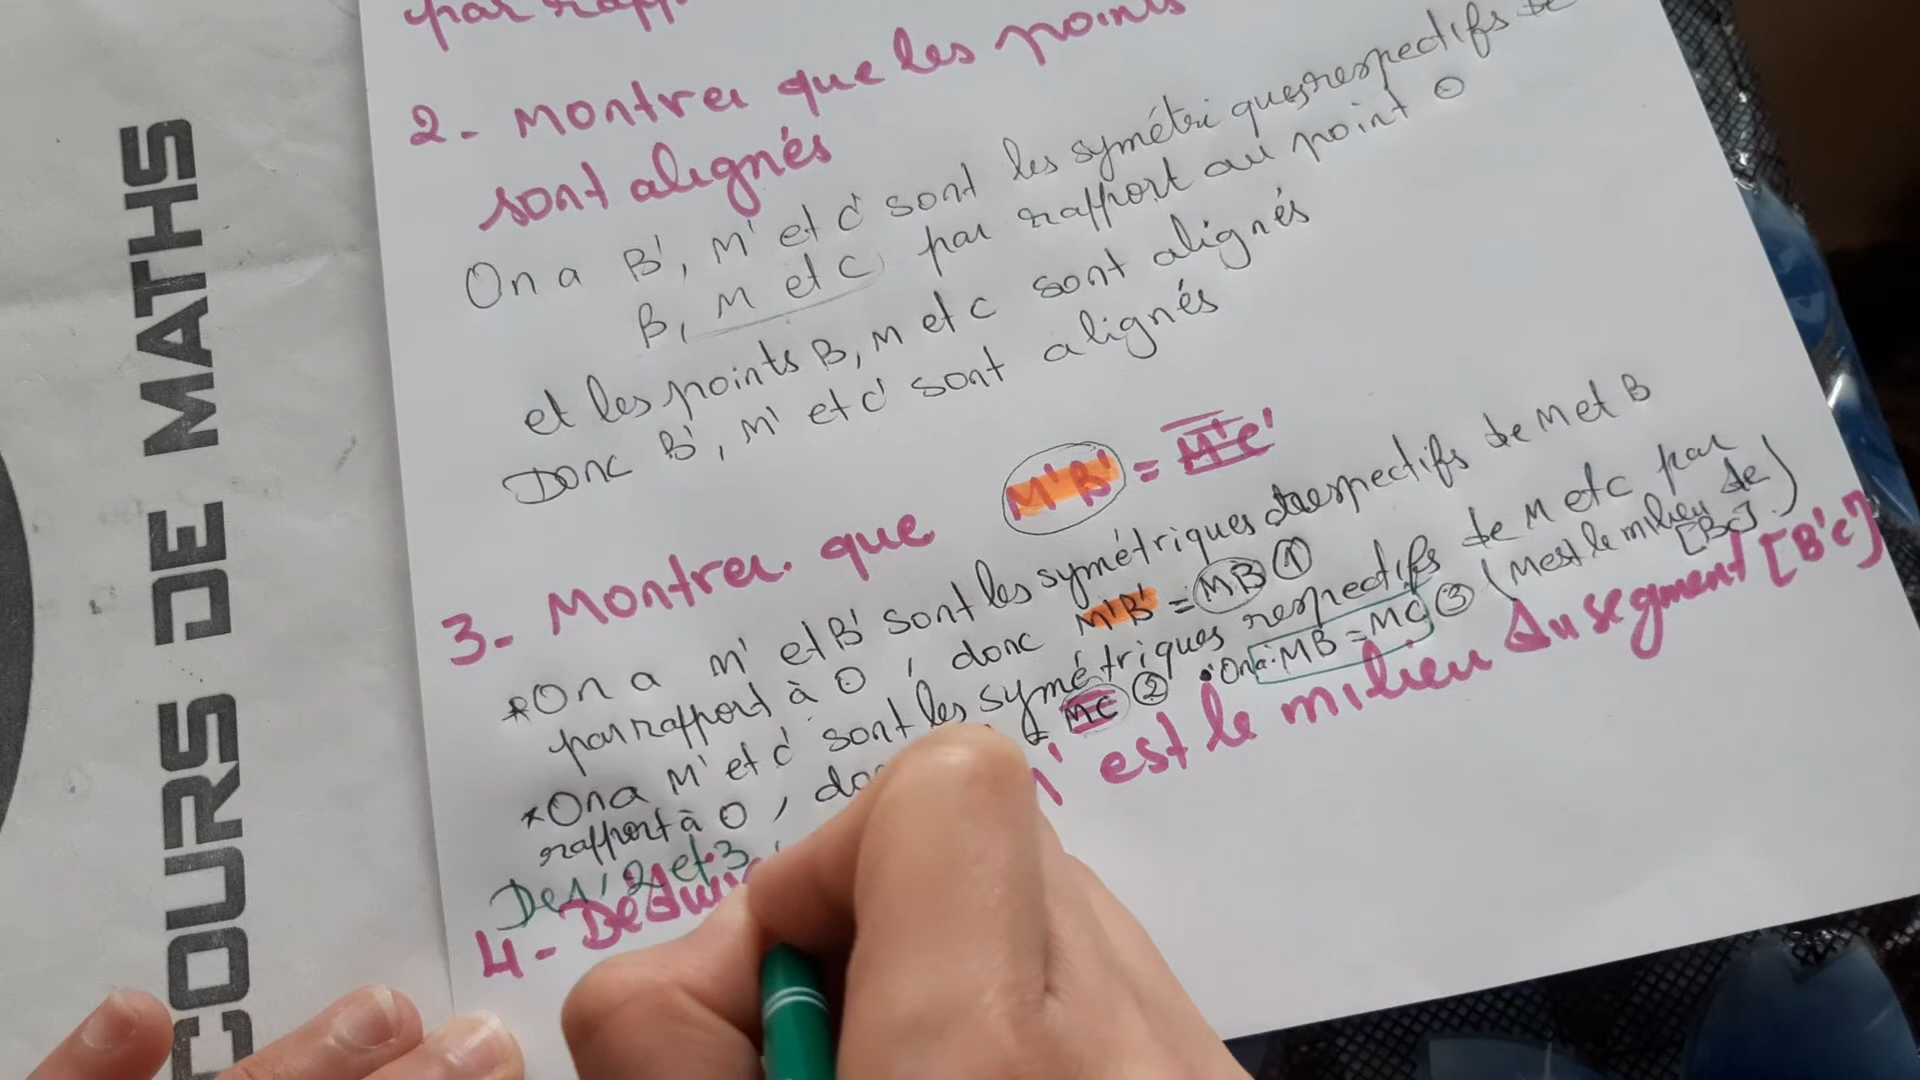 COURS DE MATHS
par rapp
2- Montrer que les points
sont alignés
On a B', M' et C' sont les symétriques respectifs de
B, M et C par rapport au point O
et les points B, M et C sont alignés
Donc B', M' et C' sont alignés
3- Montrer que M'B' = M'C'
*On a M' et B' sont les symétriques respectifs de M et B
par rapport à O, donc M'B' = MB ①
*On a M' et C' sont les symétriques respectifs de M et C par
rapport à O, MC ② • On a: MB = MC ③ (M est le milieu de [BC].)
De 1, 2 et 3,
4- Déduire M' est le milieu du segment [B'C']